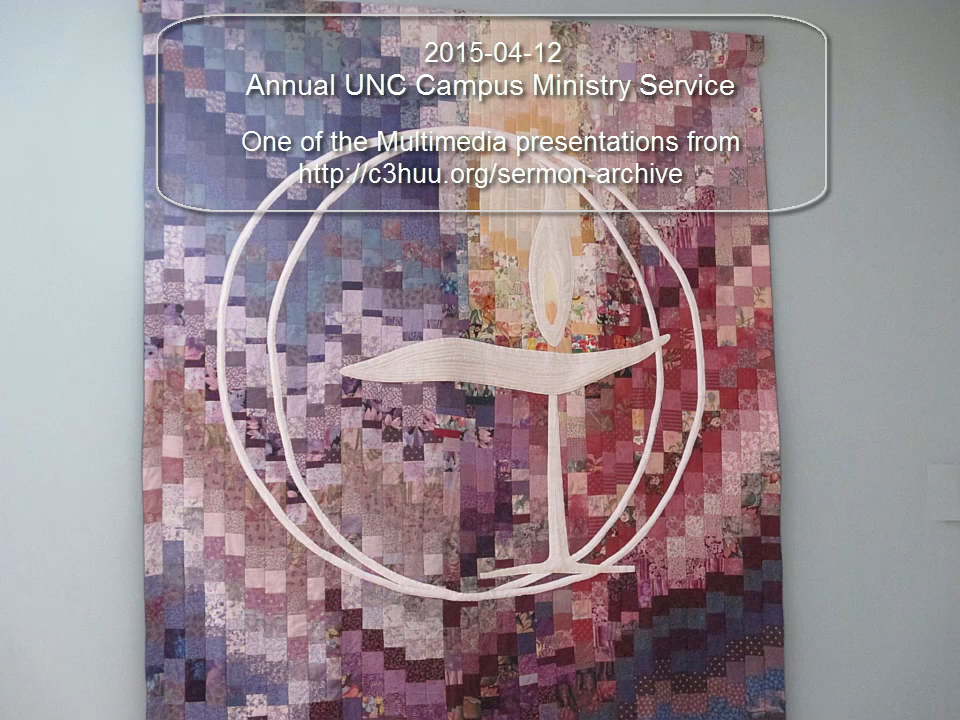 2015-04-12
Annual UNC Campus Ministry Service
One of the Multimedia presentations from
http://c3huu.org/sermon-archive